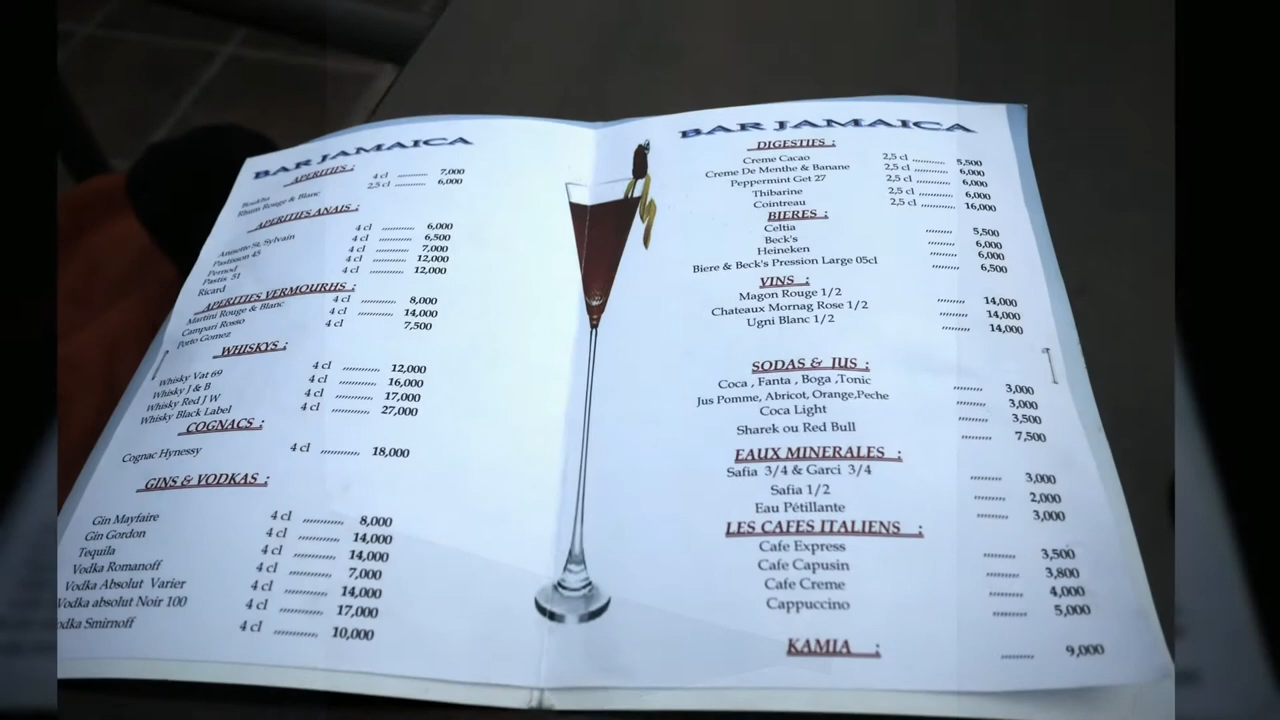 BAR JAMAICA
APERITIES :
Boukha 4 cl ............ 7,000
Rhum Rouge & Blanc 2,5 cl ............ 6,000
APERITIES ANAIS :
Annette St. Sylvain 4 cl ............ 6,000
Pastisson 45 4 cl ............ 6,500
Pernod 4 cl ............ 7,000
Pastis 51 4 cl ............ 12,000
Ricard 4 cl ............ 12,000
APERITIES VERMOURHS :
Martini Rouge & Blanc 4 cl ............ 8,000
Campari Rosso 4 cl ............ 14,000
Porto Gomez 4 cl ............ 7,500
WHISKYS :
Whisky Vat 69 4 cl ............ 12,000
Whisky J & B 4 cl ............ 16,000
Whisky Red J W 4 cl ............ 17,000
Whisky Black Label 4 cl ............ 27,000
COGNACS :
Cognac Hynessy 4 cl ............ 18,000
GINS & VODKAS :
Gin Mayfaire 4 cl ............ 8,000
Gin Gordon 4 cl ............ 14,000
Tequila 4 cl ............ 14,000
Vodka Romanoff 4 cl ............ 7,000
Vodka Absolut Varier 4 cl ............ 14,000
Vodka absolut Noir 100 4 cl ............ 17,000
odka Smirnoff 4 cl ............ 10,000
BAR JAMAICA
DIGESTIFS :
Creme Cacao 2,5 cl ............ 5,500
Creme De Menthe & Banane 2,5 cl ............ 6,000
Peppermint Get 27 2,5 cl ............ 6,000
Thibarine 2,5 cl ............ 6,000
Cointreau 2,5 cl ............ 16,000
BIERES :
Celtia ......... 5,500
Beck's ......... 6,000
Heineken ......... 6,000
Biere & Beck's Pression Large 05cl ......... 6,500
VINS :
Magon Rouge 1/2 ......... 14,000
Chateaux Mornag Rose 1/2 ......... 14,000
Ugni Blanc 1/2 ......... 14,000
SODAS & JUS :
Coca , Fanta , Boga ,Tonic ......... 3,000
Jus Pomme, Abricot, Orange,Peche ......... 3,000
Coca Light ......... 3,500
Sharek ou Red Bull ......... 7,500
EAUX MINERALES :
Safia 3/4 & Garci 3/4 ......... 3,000
Safia 1/2 ......... 2,000
Eau Pétillante ......... 3,000
LES CAFES ITALIENS :
Cafe Express ......... 3,500
Cafe Capusin ......... 3,800
Cafe Creme ......... 4,000
Cappuccino ......... 5,000
KAMIA : ......... 9,000